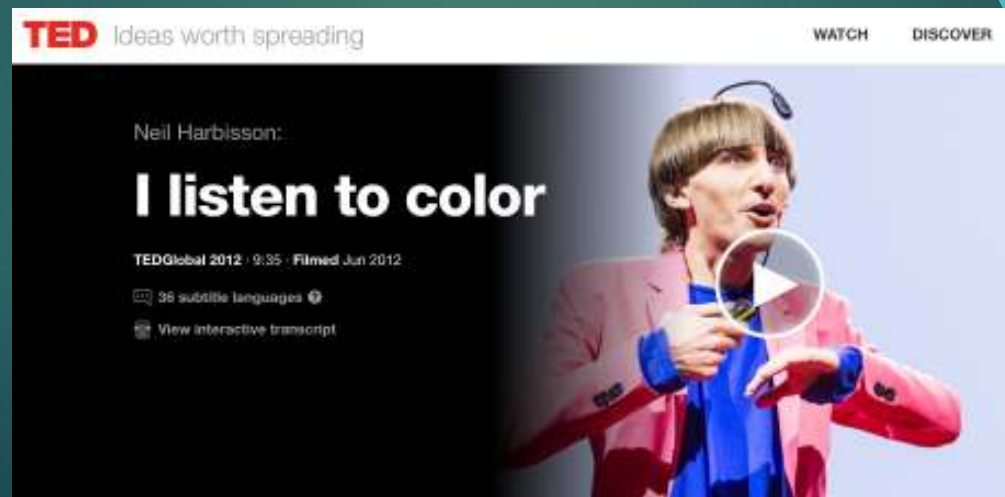 TED Ideas worth spreading
WATCH DISCOVER
Neil Harbisson:
I listen to color
TEDGlobal 2012 · 9:35 · Filmed Jun 2012
36 subtitle languages
View interactive transcript